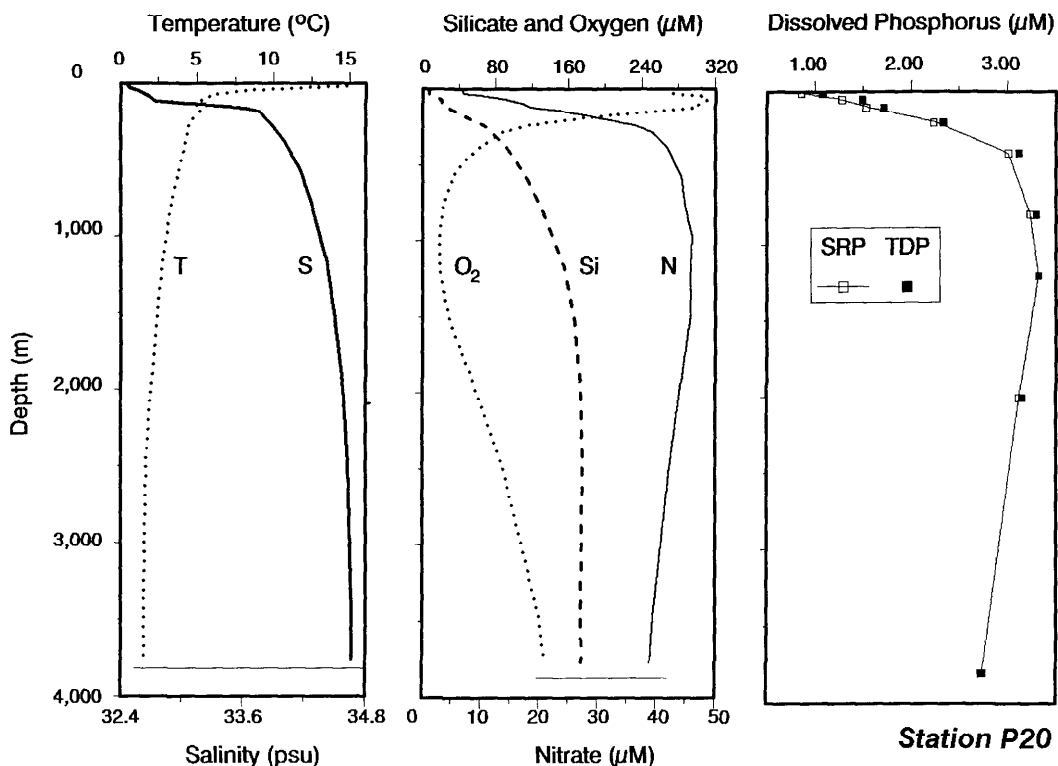 Temperature (ºC)
0 5 10 15
Silicate and Oxygen (µM)
0 80 160 240 320
Dissolved Phosphorus (µM)
1.00 2.00 3.00
0
1,000
2,000
3,000
4,000
Depth (m)
T S
O2 Si N
SRP TDP
32.4 33.6 34.8
Salinity (psu)
0 10 20 30 40 50
Nitrate (µM)
Station P20